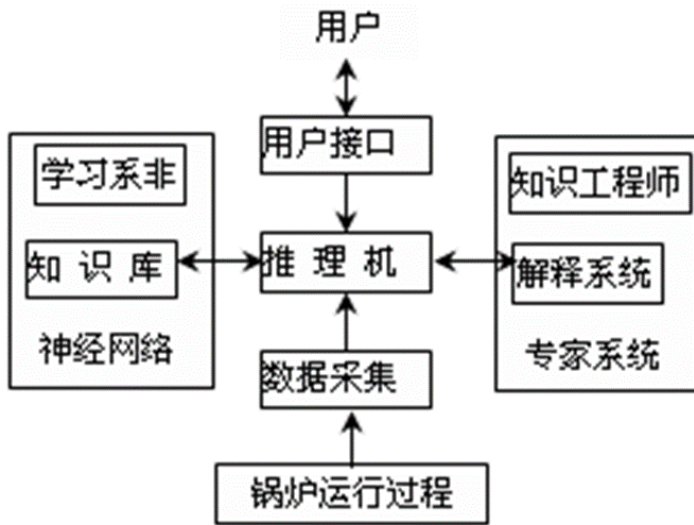 用户
用户接口
学习系非
知识工程师
知 识 库
推 理 机
解释系统
神经网络
数据采集
专家系统
锅炉运行过程